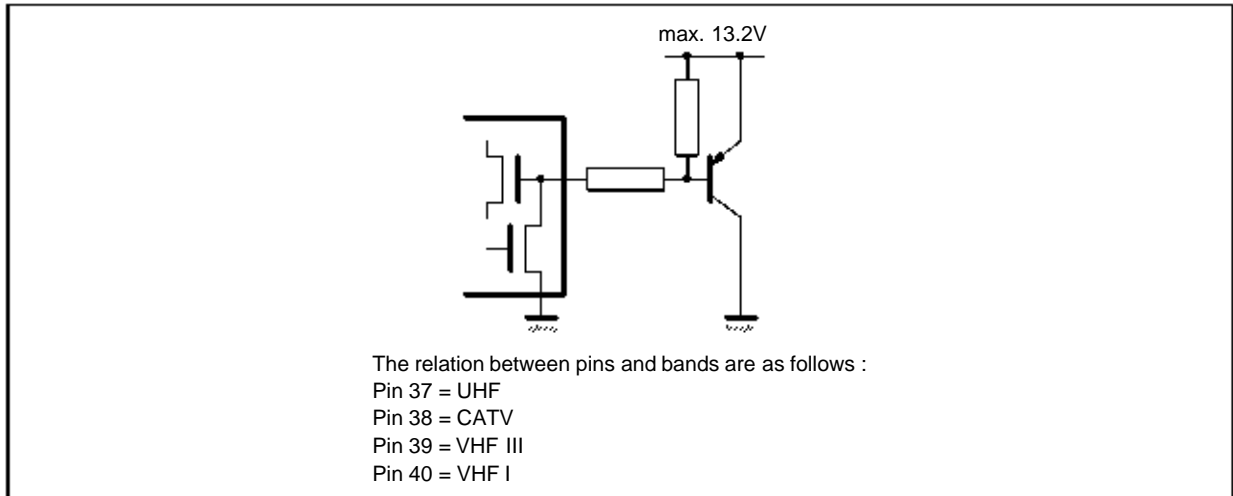 max. 13.2V
The relation between pins and bands are as follows :
Pin 37 = UHF
Pin 38 = CATV
Pin 39 = VHF III
Pin 40 = VHF I